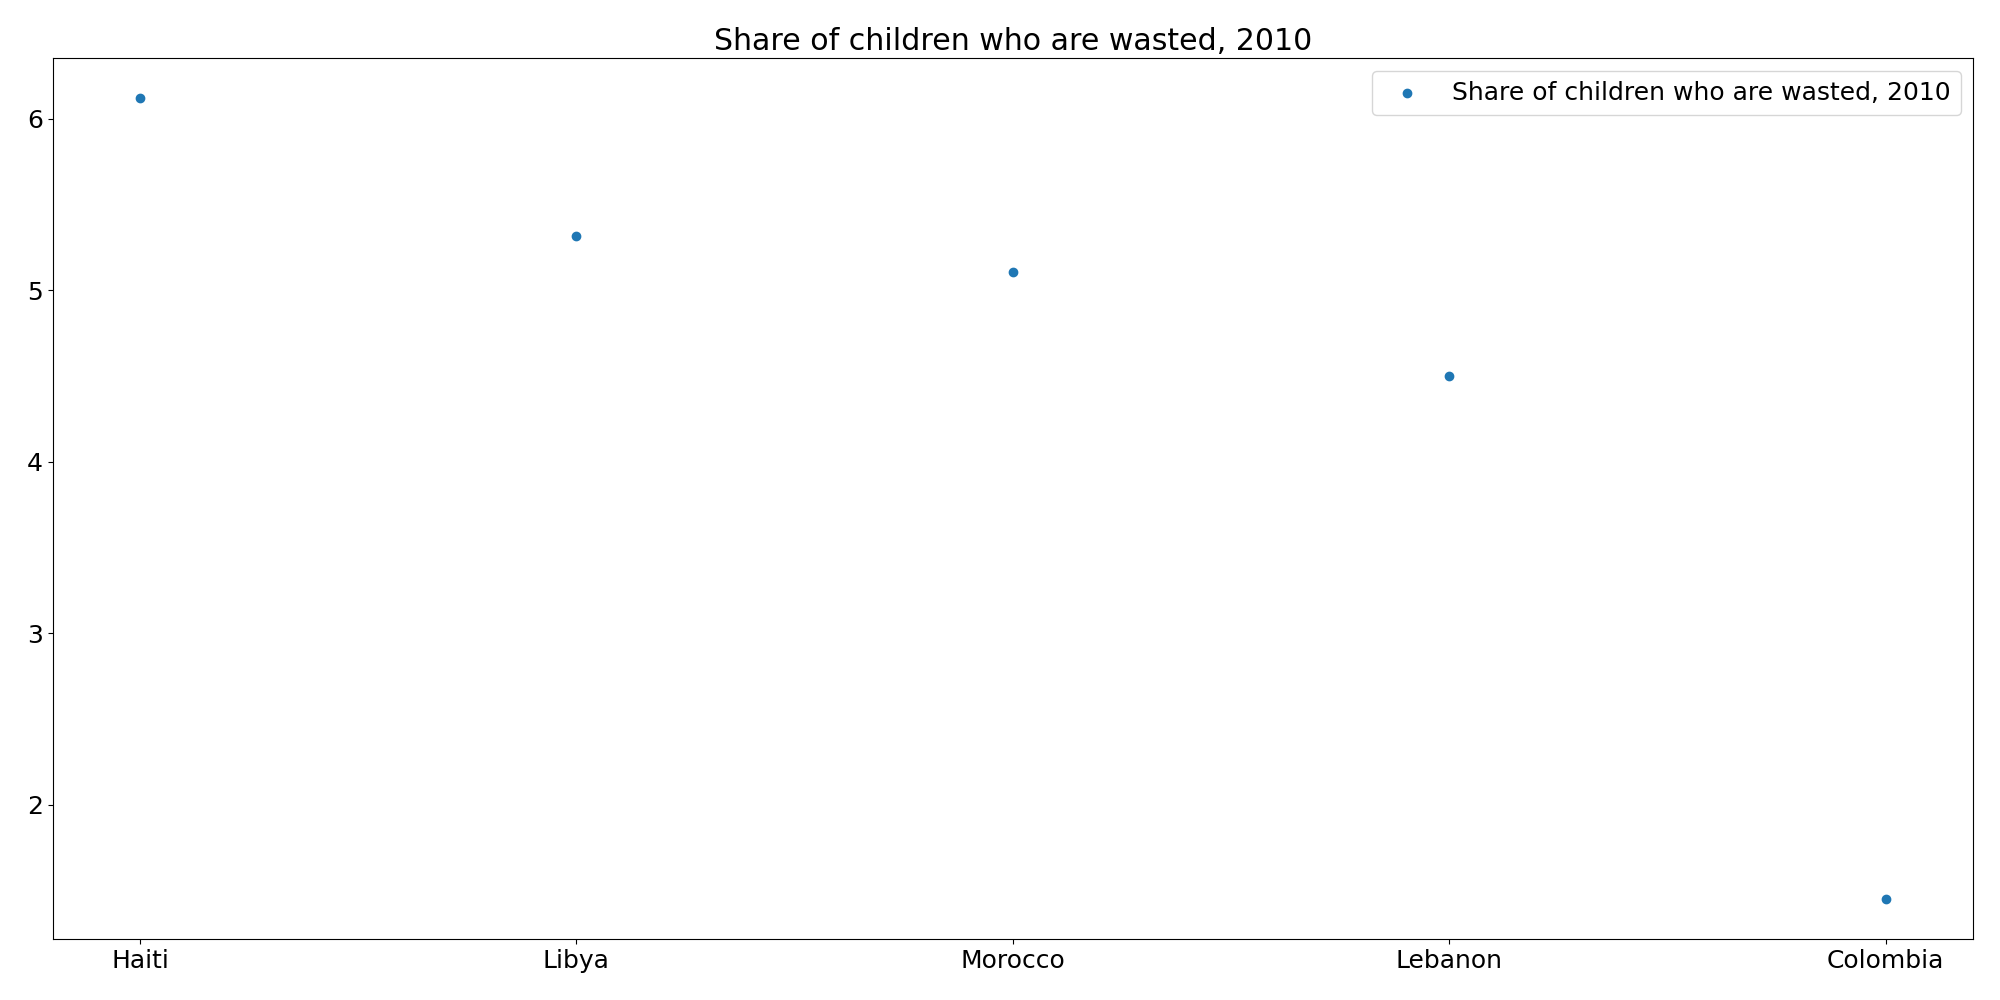 Share of children who are wasted, 2010
Share of children who are wasted, 2010
6
5
4
3
2
Haiti Libya Morocco Lebanon Colombia